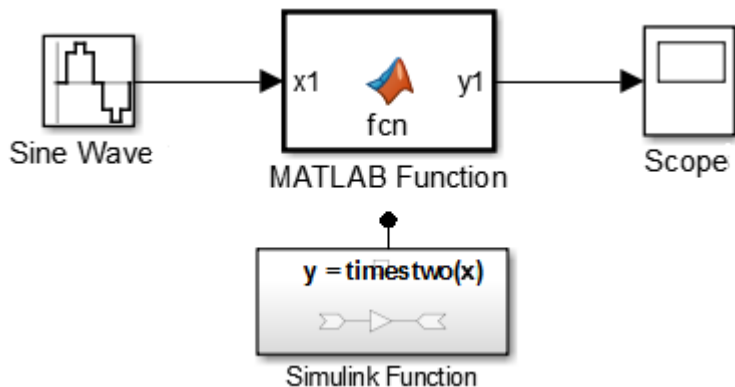 x1
y1
fcn
Sine Wave
MATLAB Function
Scope
y = timestwo(x)
Simulink Function